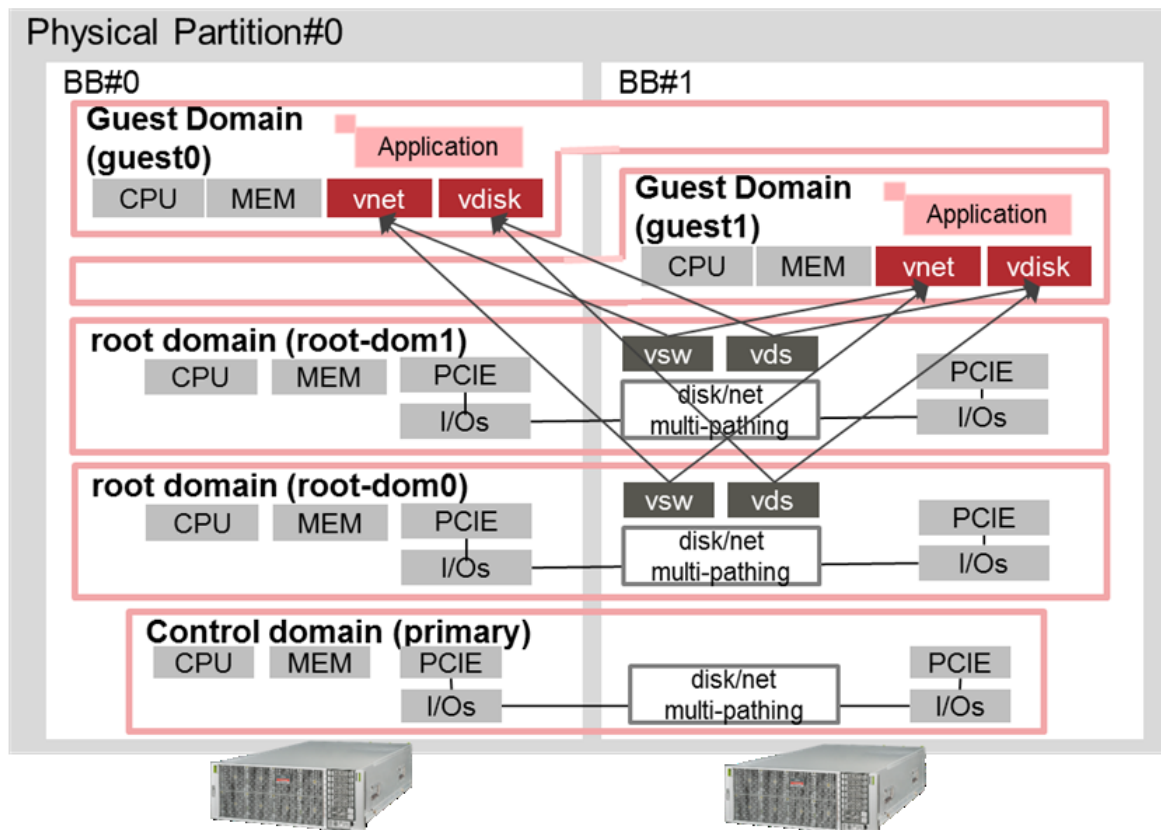 Physical Partition#0
BB#0
BB#1
Guest Domain
(guest0)
Application
CPU
MEM
vnet
vdisk
Guest Domain
(guest1)
Application
CPU
MEM
vnet
vdisk
root domain (root-dom1)
CPU
MEM
PCIE
I/Os
vsw
vds
disk/net
multi-pathing
PCIE
I/Os
root domain (root-dom0)
CPU
MEM
PCIE
I/Os
vsw
vds
disk/net
multi-pathing
PCIE
I/Os
Control domain (primary)
CPU
MEM
PCIE
I/Os
disk/net
multi-pathing
PCIE
I/Os